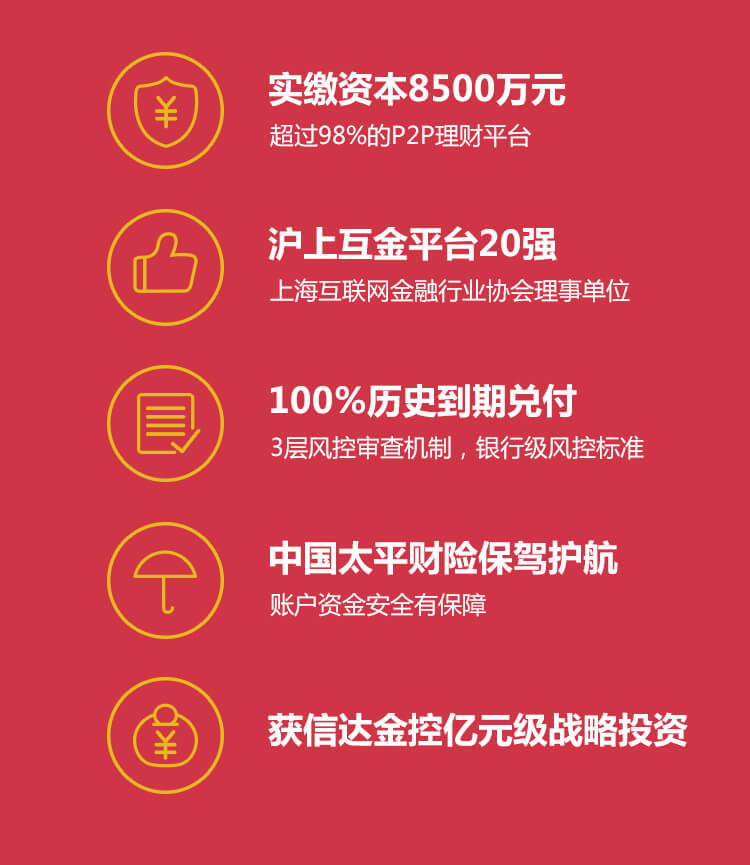 ¥
实缴资本8500万元
超过98%的P2P理财平台
沪上互金平台20强
上海互联网金融行业协会理事单位
100%历史到期兑付
3层风控审查机制，银行级风控标准
中国太平财险保驾护航
账户资金安全有保障
¥
获信达金控亿元级战略投资